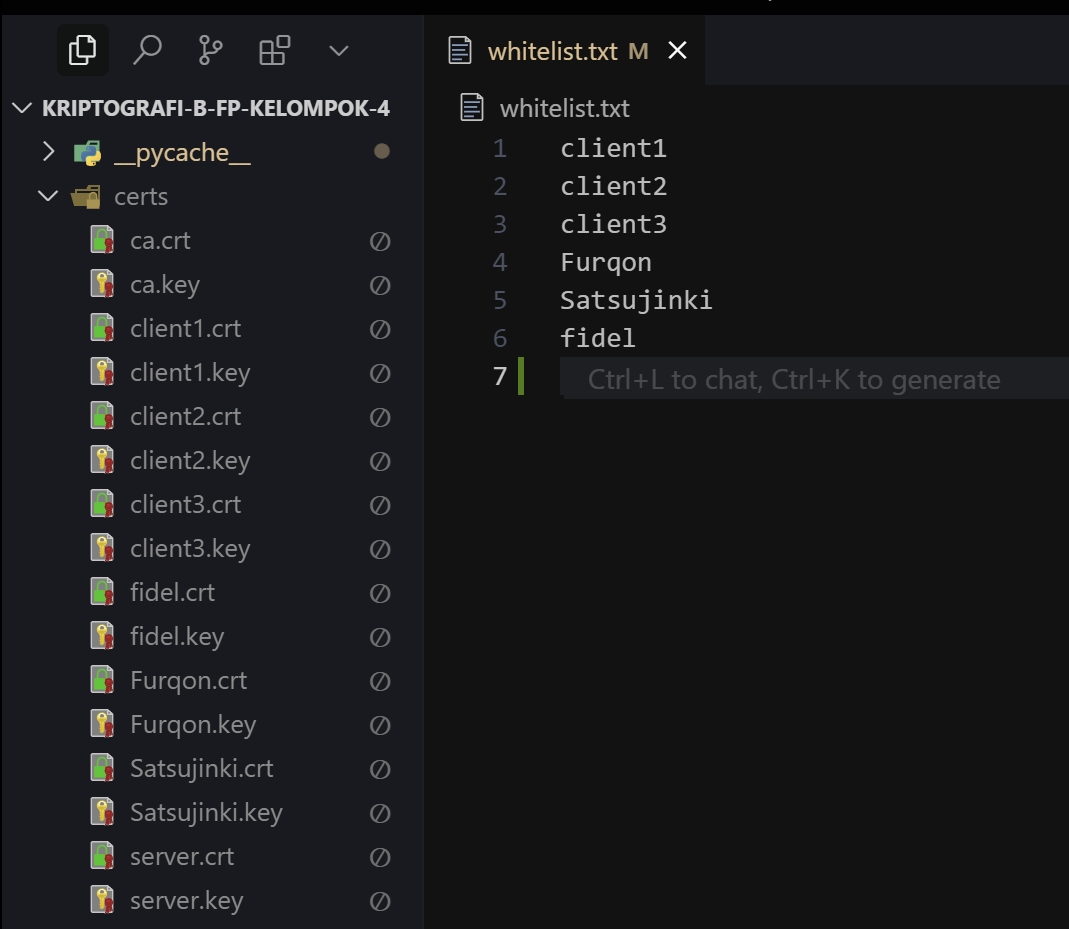 KRIPTOGRAFI-B-FP-KELOMPOK-4
__pycache__
certs
ca.crt
ca.key
client1.crt
client1.key
client2.crt
client2.key
client3.crt
client3.key
fidel.crt
fidel.key
Furqon.crt
Furqon.key
Satsujinki.crt
Satsujinki.key
server.crt
server.key
whitelist.txt M
whitelist.txt
1 client1
2 client2
3 client3
4 Furqon
5 Satsujinki
6 fidel
7 Ctrl+L to chat, Ctrl+K to generate